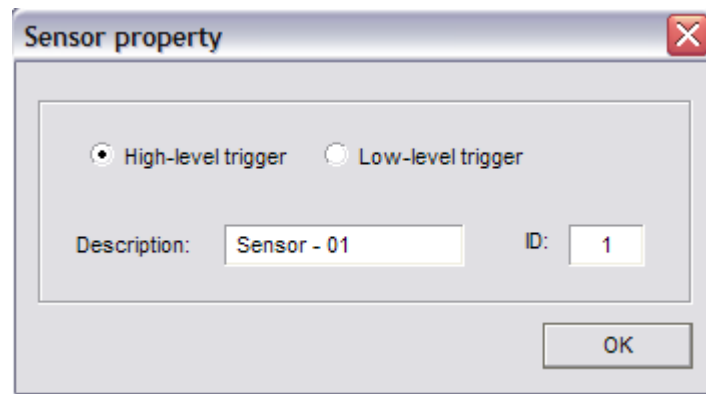 Sensor property
High-level trigger Low-level trigger
Description: Sensor - 01 ID: 1
OK